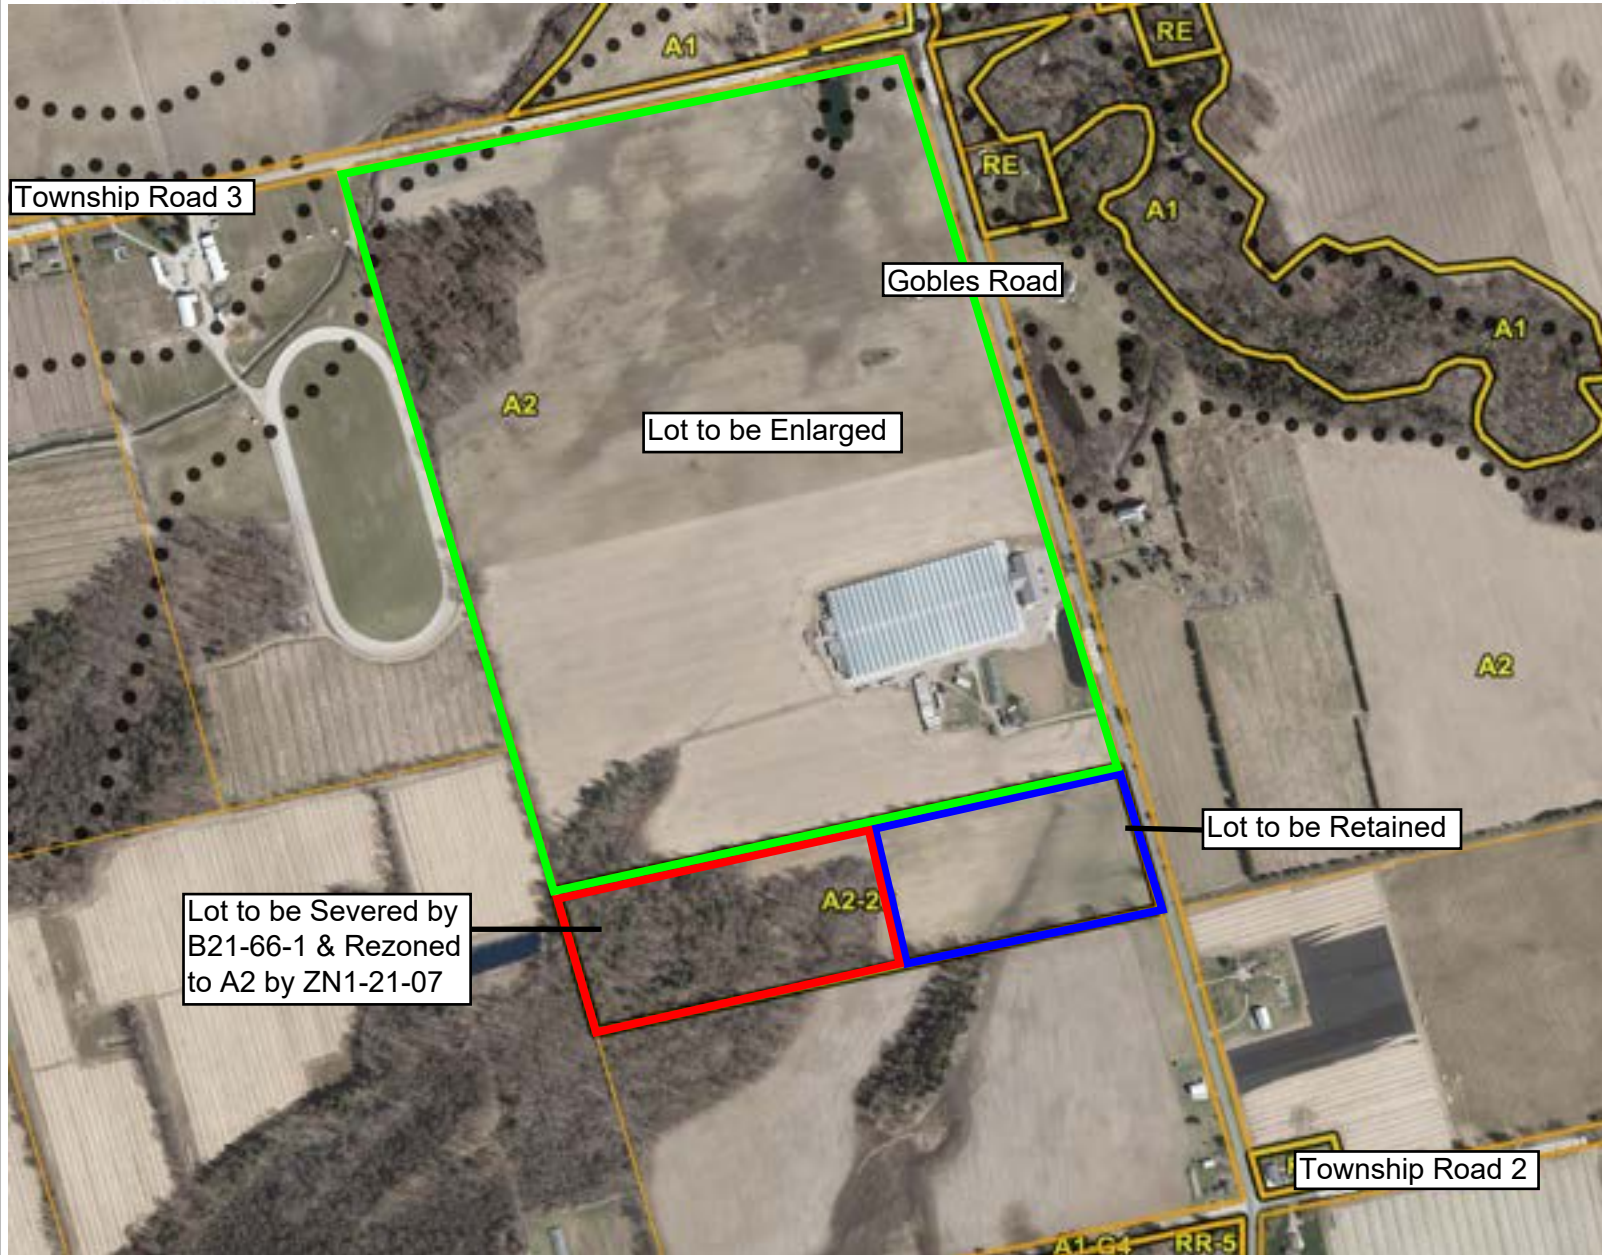 A1
RE
RE
Township Road 3
A1
Gobles Road
A1
A2
Lot to be Enlarged
A2
Lot to be Retained
A2-2
Lot to be Severed by
B21-66-1 & Rezoned
to A2 by ZN1-21-07
Township Road 2
A1-G4
RR-5